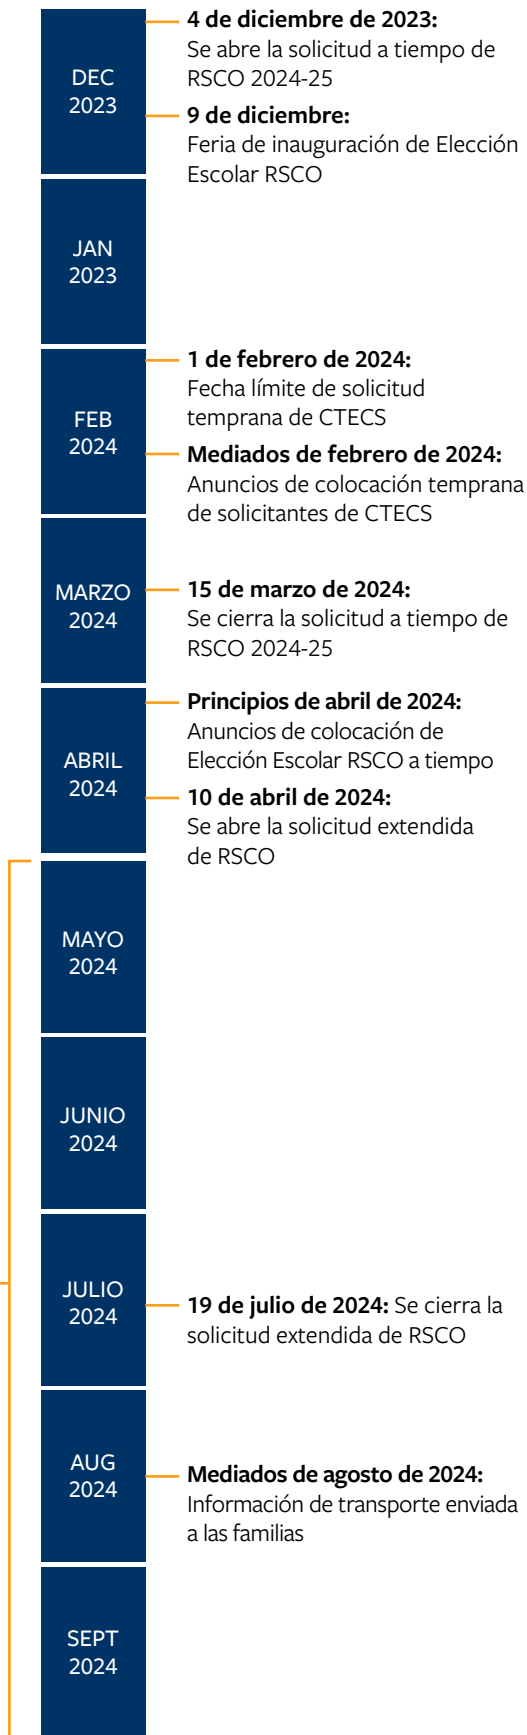 DEC
2023
4 de diciembre de 2023:
Se abre la solicitud a tiempo de
RSCO 2024-25
9 de diciembre:
Feria de inauguración de Elección
Escolar RSCO
JAN
2023
FEB
2024
1 de febrero de 2024:
Fecha límite de solicitud
temprana de CTECS
Mediados de febrero de 2024:
Anuncios de colocación temprana
de solicitantes de CTECS
MARZO
2024
15 de marzo de 2024:
Se cierra la solicitud a tiempo de
RSCO 2024-25
ABRIL
2024
Principios de abril de 2024:
Anuncios de colocación de
Elección Escolar RSCO a tiempo
10 de abril de 2024:
Se abre la solicitud extendida
de RSCO
MAYO
2024
JUNIO
2024
JULIO
2024
19 de julio de 2024: Se cierra la
solicitud extendida de RSCO
AUG
2024
Mediados de agosto de 2024:
Información de transporte enviada
a las familias
SEPT
2024